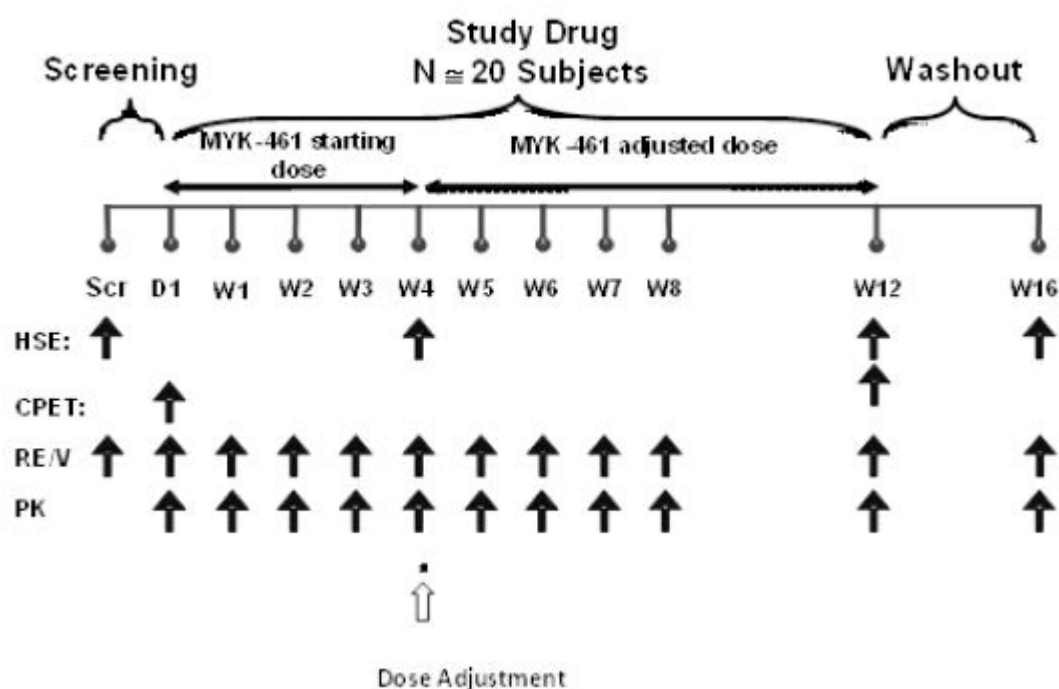 Study Drug
Screening N ≅ 20 Subjects Washout
MYK-461 starting dose
MYK-461 adjusted dose
Scr D1 W1 W2 W3 W4 W5 W6 W7 W8 W12 W16
HSE:
CPET:
RE/V
PK
Dose Adjustment